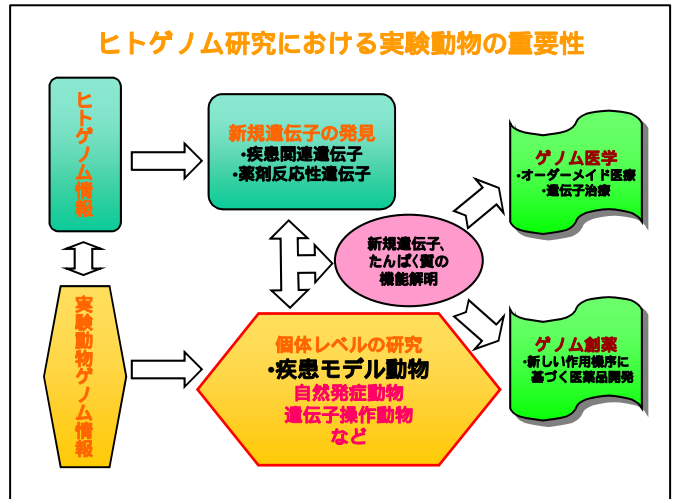 ヒトゲノム研究における実験動物の重要性
ヒトゲノム情報
新規遺伝子の発見
・疾患関連遺伝子
・薬剤反応性遺伝子
ゲノム医学
・オーダーメイド医療
・遺伝子治療
新規遺伝子、
たんぱく質の
機能解明
実験動物ゲノム情報
個体レベルの研究
・疾患モデル動物
自然発症動物
遺伝子操作動物
など
ゲノム創薬
・新しい作用機序に
基づく医薬品開発